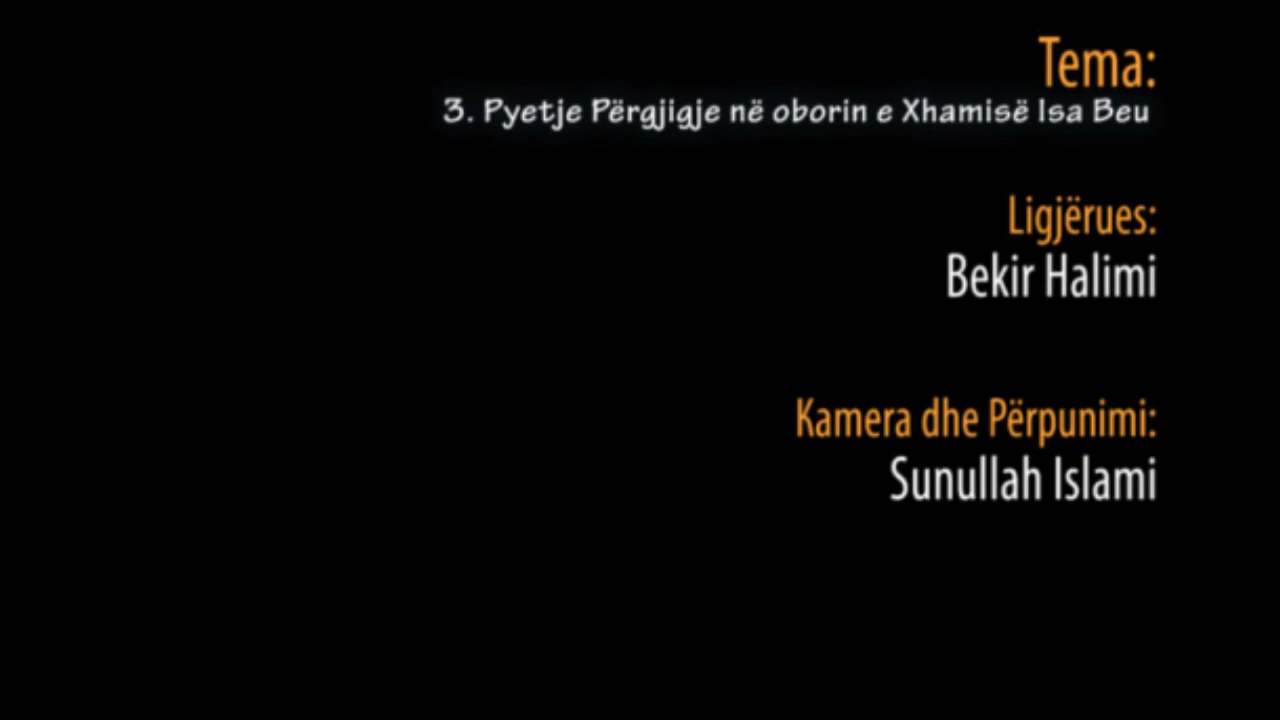 Tema:
3. Pyetje Përgjigje në oborin e Xhamisë Isa Beu
Ligjërues:
Bekir Halimi
Kamera dhe Përpunimi:
Sunullah Islami